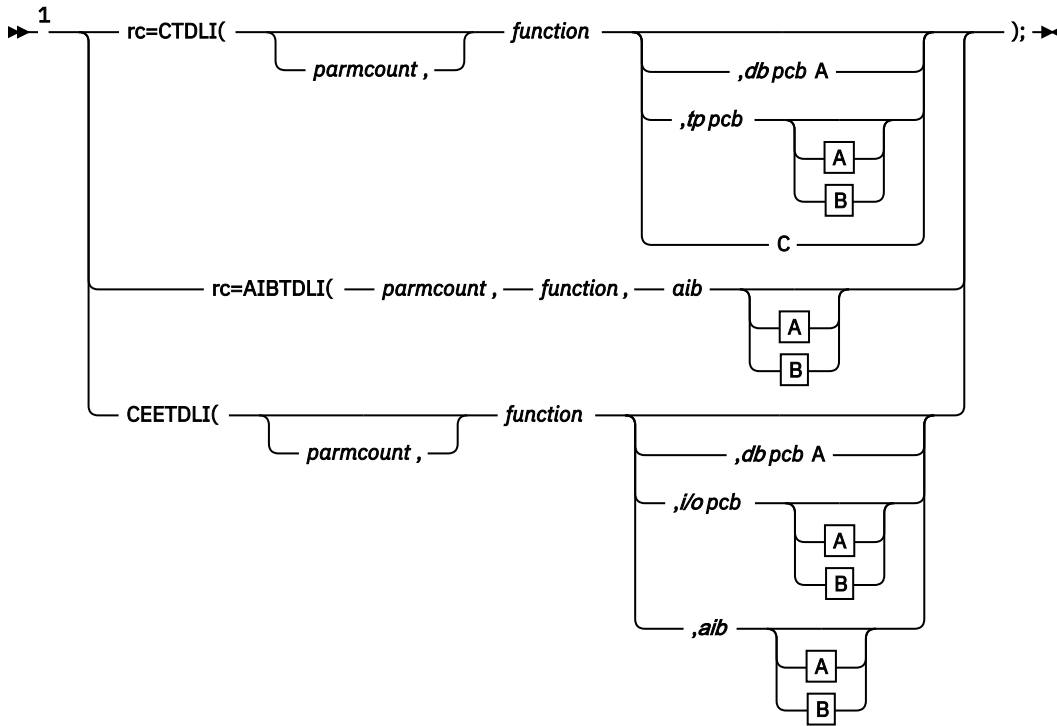 1
rc=CTDLI( parmcount , function );
,db pcb A
,tp pcb
A
B
C
rc=AIBTDLI( parmcount , function , aib
A
B
CEETDLI( parmcount , function
,db pcb A
,i/o pcb
A
B
,aib
A
B